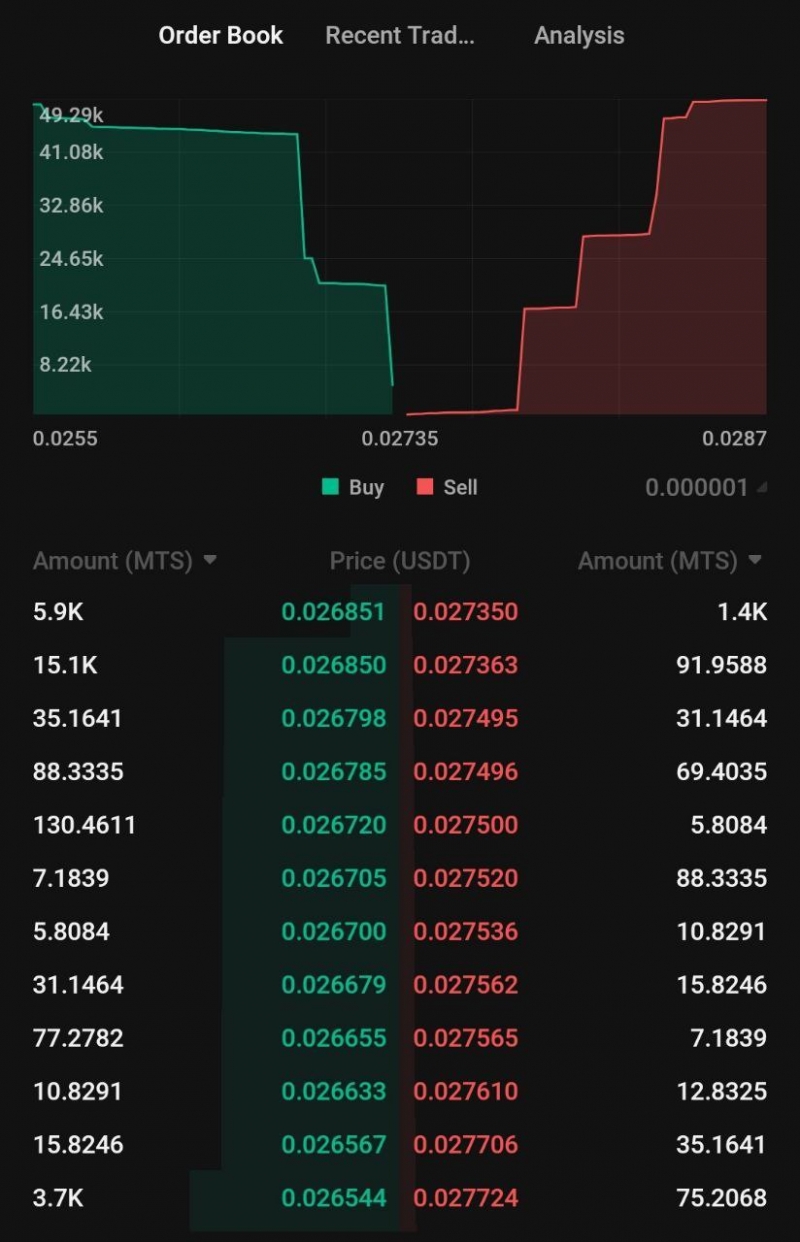 Order Book Recent Trad... Analysis
49.29k
41.08k
32.86k
24.65k
16.43k
8.22k
0.0255 0.02735 0.0287
Buy Sell 0.000001
Amount (MTS) Price (USDT) Amount (MTS)
5.9K 0.026851 0.027350 1.4K
15.1K 0.026850 0.027363 91.9588
35.1641 0.026798 0.027495 31.1464
88.3335 0.026785 0.027496 69.4035
130.4611 0.026720 0.027500 5.8084
7.1839 0.026705 0.027520 88.3335
5.8084 0.026700 0.027536 10.8291
31.1464 0.026679 0.027562 15.8246
77.2782 0.026655 0.027565 7.1839
10.8291 0.026633 0.027610 12.8325
15.8246 0.026567 0.027706 35.1641
3.7K 0.026544 0.027724 75.2068